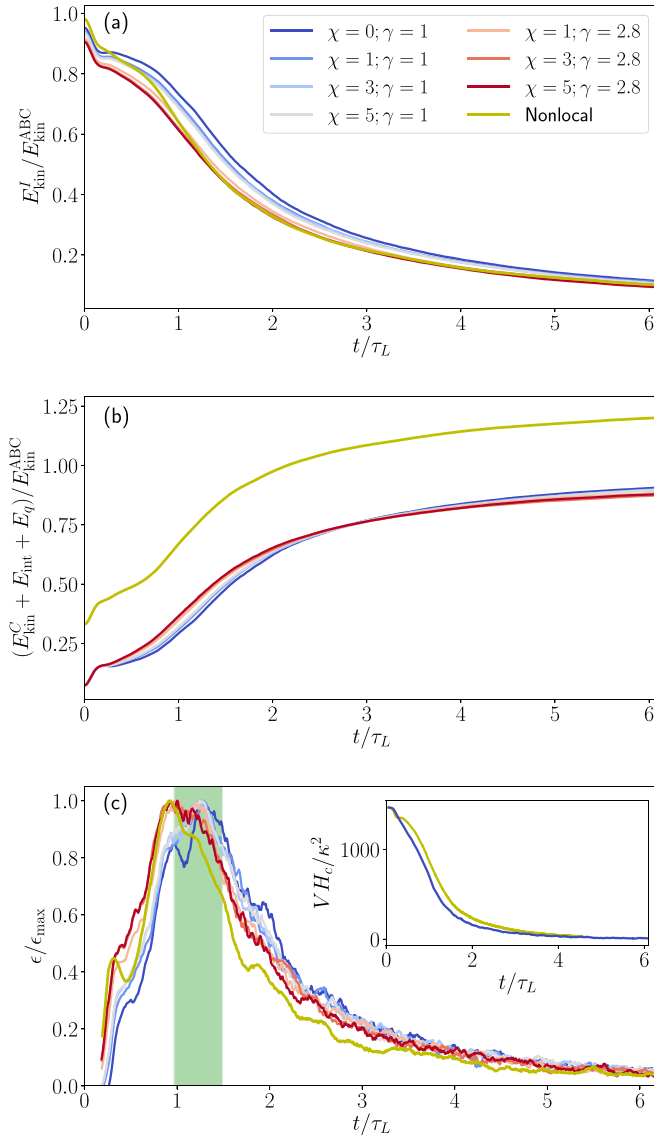 (a)
χ = 0; γ = 1
χ = 1; γ = 1
χ = 3; γ = 1
χ = 5; γ = 1
χ = 1; γ = 2.8
χ = 3; γ = 2.8
χ = 5; γ = 2.8
Nonlocal
1.0
0.8
0.6
0.4
0.2
E^I_kin/E^ABC_kin
0 1 2 3 4 5 6
t/τ_L
(b)
1.25
1.00
0.75
0.50
0.25
(E^C_kin + E_int + E_q)/E^ABC_kin
0 1 2 3 4 5 6
t/τ_L
(c)
1.0
0.8
0.6
0.4
0.2
0.0
ϵ/ϵ_max
1000
0
V H_c/κ^2
0 2 4 6
t/τ_L
0 1 2 3 4 5 6
t/τ_L